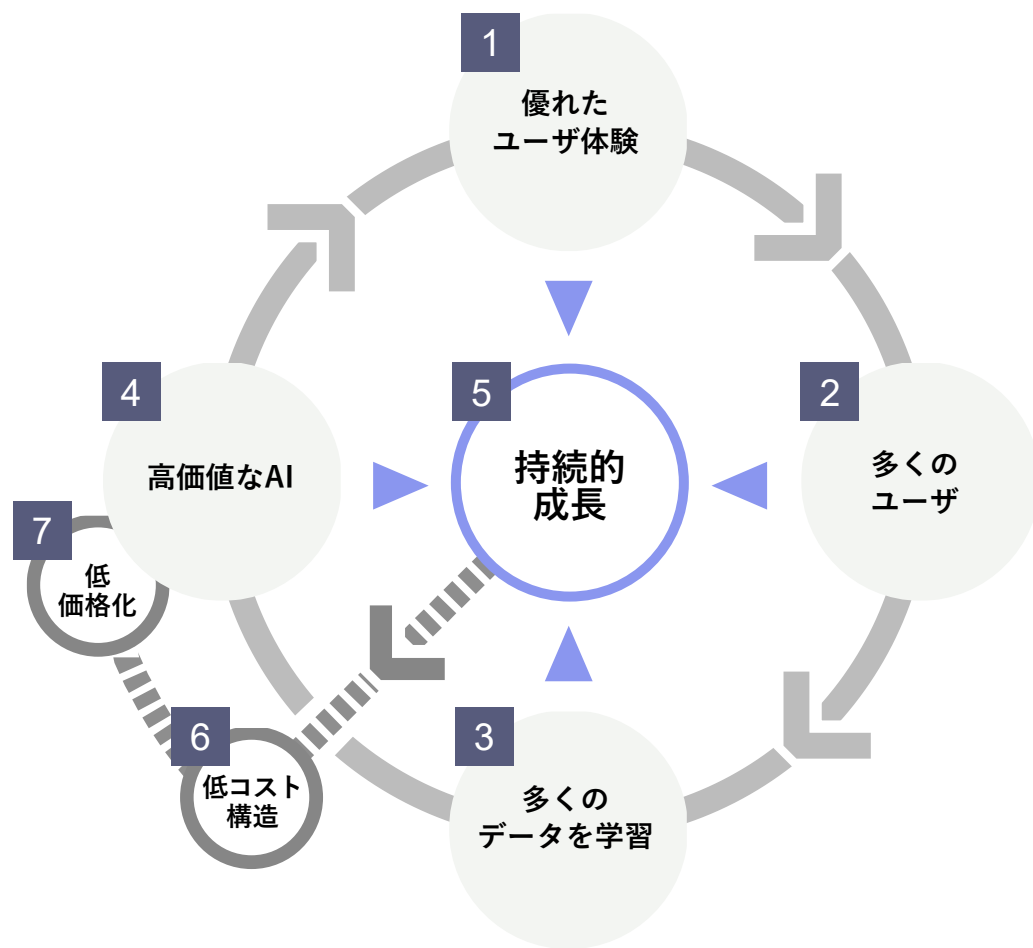 1
優れた
ユーザ体験
2
多くの
ユーザ
3
多くの
データを学習
4
高価値なAI
5
持続的
成長
6
低コスト
構造
7
低
価格化